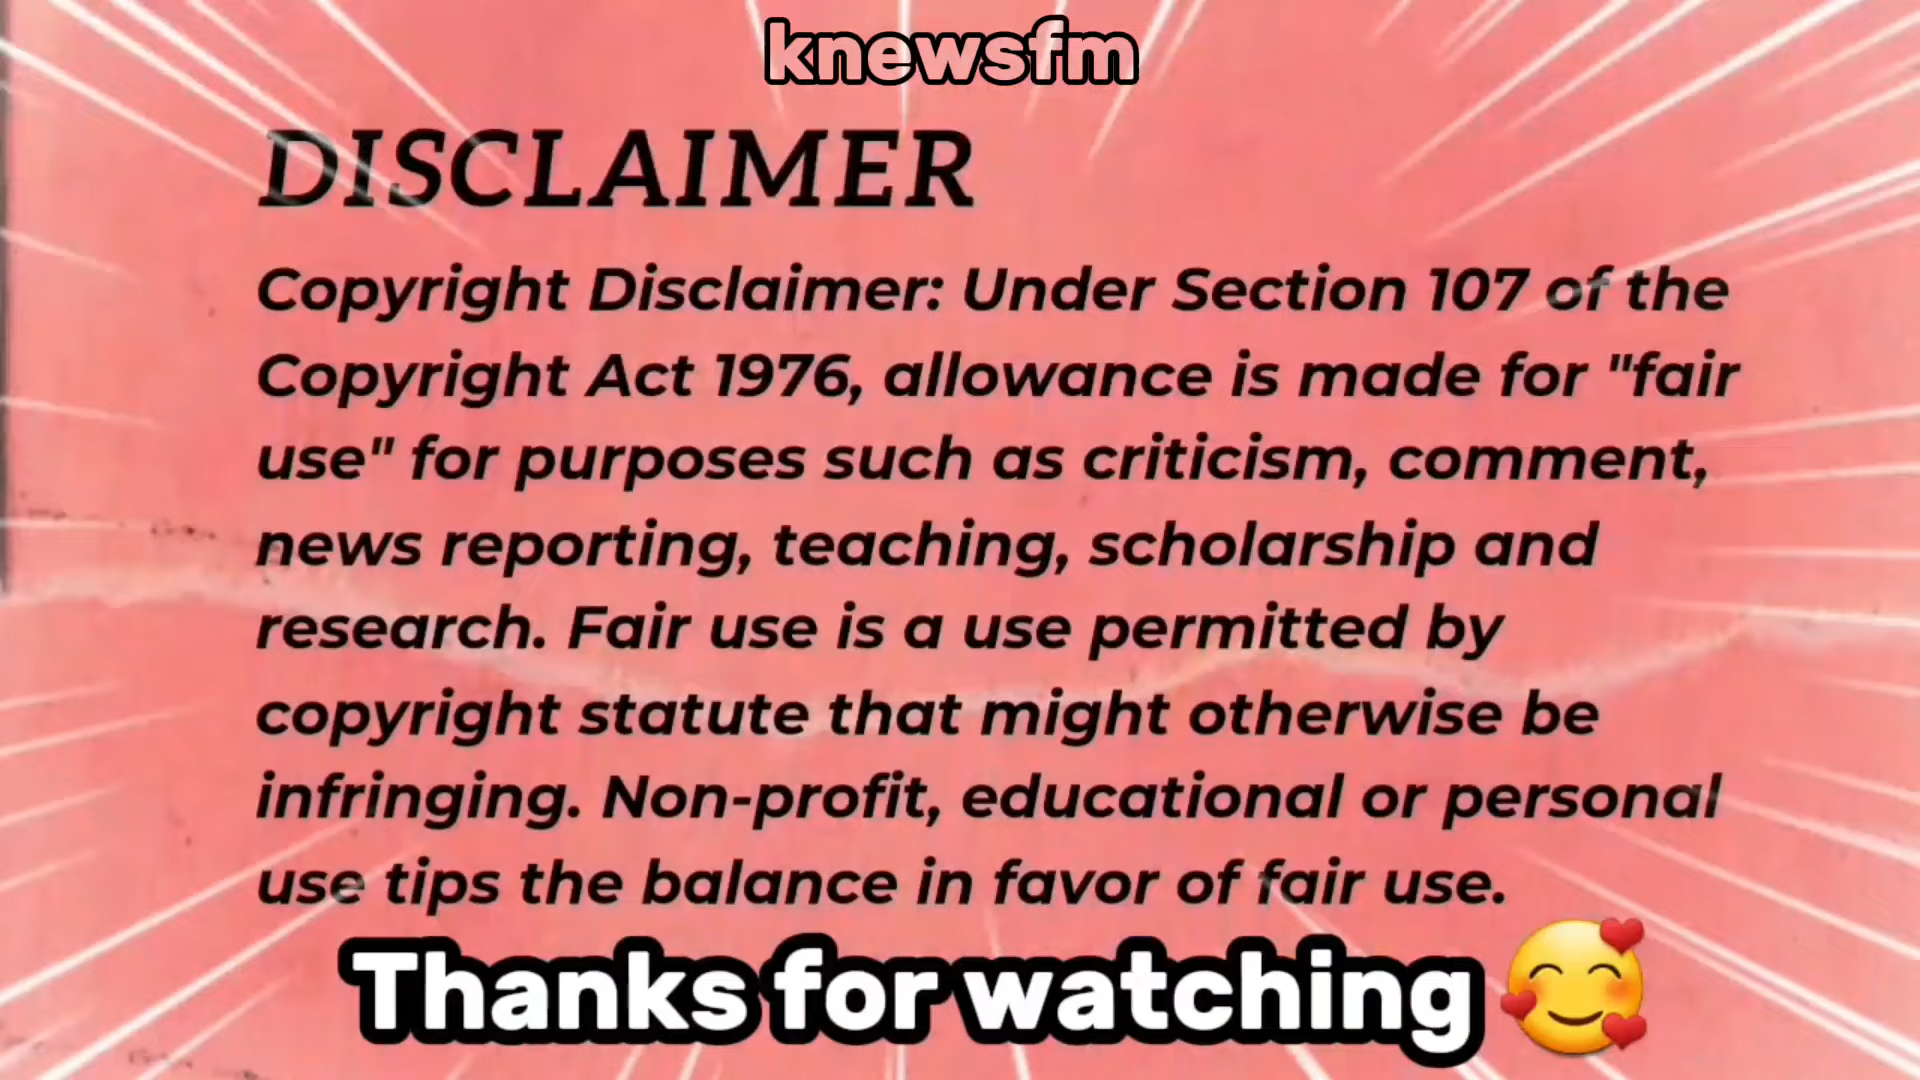 knewsfm
DISCLAIMER
Copyright Disclaimer: Under Section 107 of the
Copyright Act 1976, allowance is made for "fair
use" for purposes such as criticism, comment,
news reporting, teaching, scholarship and
research. Fair use is a use permitted by
copyright statute that might otherwise be
infringing. Non-profit, educational or personal
use tips the balance in favor of fair use.
Thanks for watching 🥰